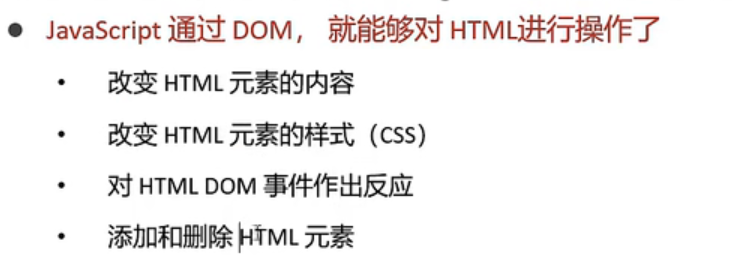 ● JavaScript 通过 DOM， 就能够对 HTML进行操作了
• 改变 HTML 元素的内容
• 改变 HTML 元素的样式（CSS）
• 对 HTML DOM 事件作出反应
• 添加和删除 HTML 元素